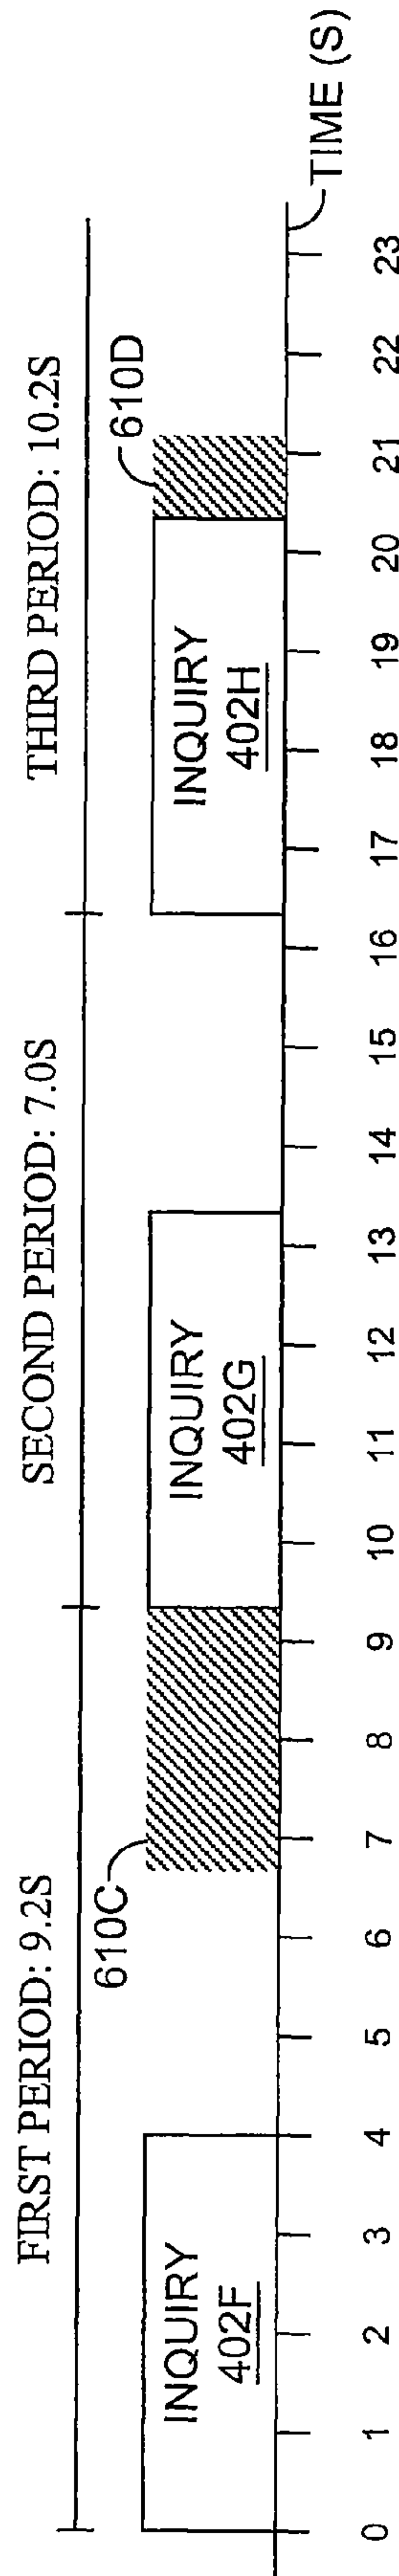 FIRST PERIOD: 9.2S
SECOND PERIOD: 7.0S
THIRD PERIOD: 10.2S
INQUIRY
402F
610C
INQUIRY
402G
INQUIRY
402H
610D
TIME (S)
0 1 2 3 4 5 6 7 8 9 10 11 12 13 14 15 16 17 18 19 20 21 22 23